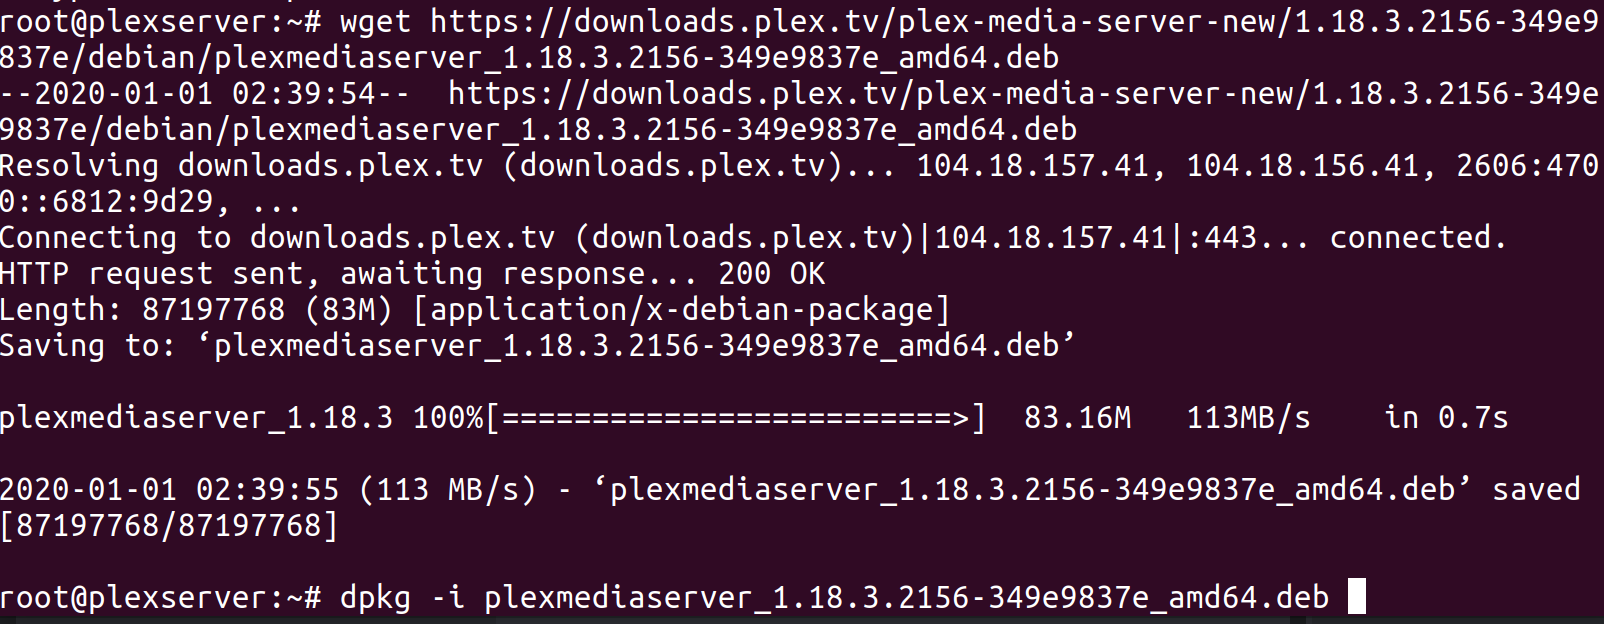 root@plexserver:~# wget https://downloads.plex.tv/plex-media-server-new/1.18.3.2156-349e9
837e/debian/plexmediaserver_1.18.3.2156-349e9837e_amd64.deb
--2020-01-01 02:39:54--  https://downloads.plex.tv/plex-media-server-new/1.18.3.2156-349e
9837e/debian/plexmediaserver_1.18.3.2156-349e9837e_amd64.deb
Resolving downloads.plex.tv (downloads.plex.tv)... 104.18.157.41, 104.18.156.41, 2606:470
0::6812:9d29, ...
Connecting to downloads.plex.tv (downloads.plex.tv)|104.18.157.41|:443... connected.
HTTP request sent, awaiting response... 200 OK
Length: 87197768 (83M) [application/x-debian-package]
Saving to: ‘plexmediaserver_1.18.3.2156-349e9837e_amd64.deb’
plexmediaserver_1.18.3 100%[=========================>]  83.16M   113MB/s    in 0.7s
2020-01-01 02:39:55 (113 MB/s) - ‘plexmediaserver_1.18.3.2156-349e9837e_amd64.deb’ saved
[87197768/87197768]
root@plexserver:~# dpkg -i plexmediaserver_1.18.3.2156-349e9837e_amd64.deb